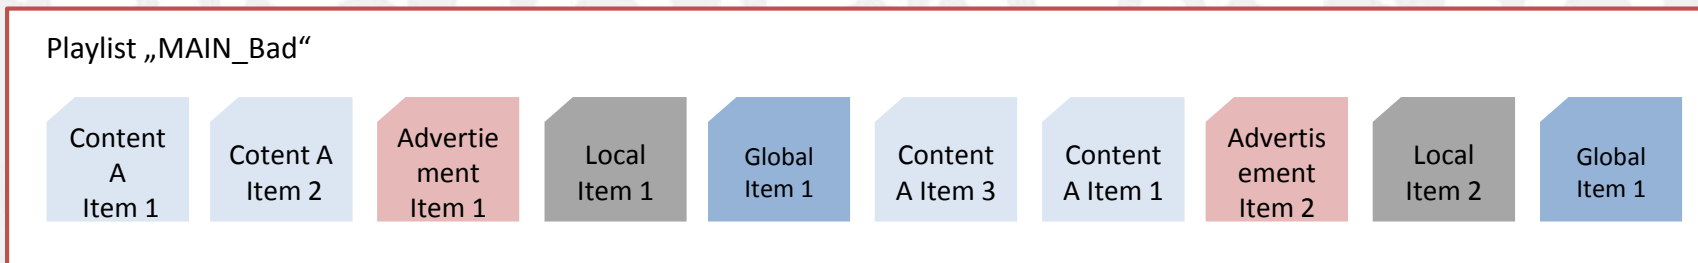 Playlist „MAIN_Bad“
Content
A
Item 1
Cotent A
Item 2
Advertie
ment
Item 1
Local
Item 1
Global
Item 1
Content
A Item 3
Content
A Item 1
Advertis
ement
Item 2
Local
Item 2
Global
Item 1